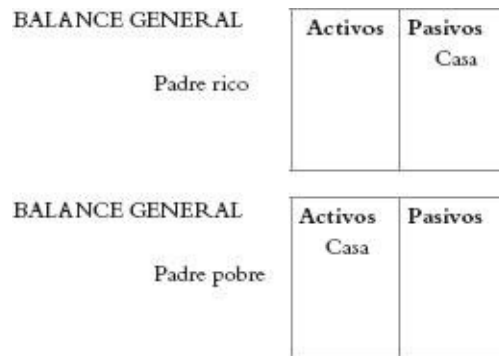 BALANCE GENERAL
Activos Pasivos
Casa
Padre rico
BALANCE GENERAL
Activos Pasivos
Casa
Padre pobre